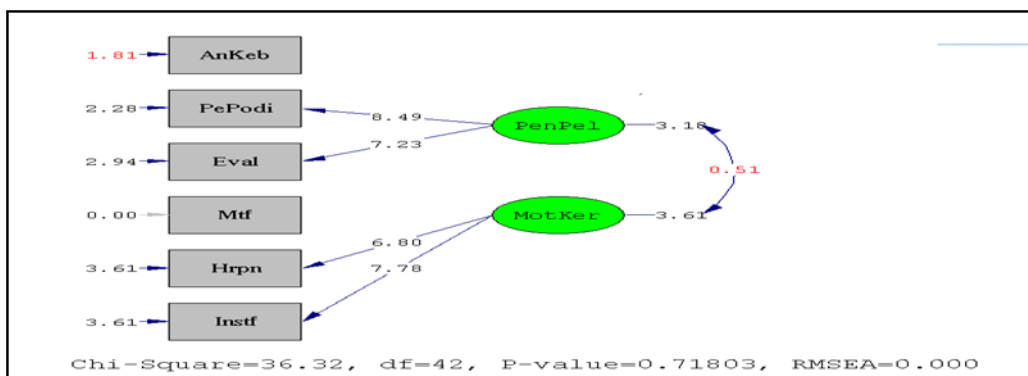 1.81 AnKeb
2.28 PePodi 8.49 PenPel 3.18
2.94 Eval 7.23 0.51
0.00 Mtf MotKer 3.61
3.61 Hrpn 6.80
3.61 Instf 7.78
Chi-Square=36.32, df=42, P-value=0.71803, RMSEA=0.000